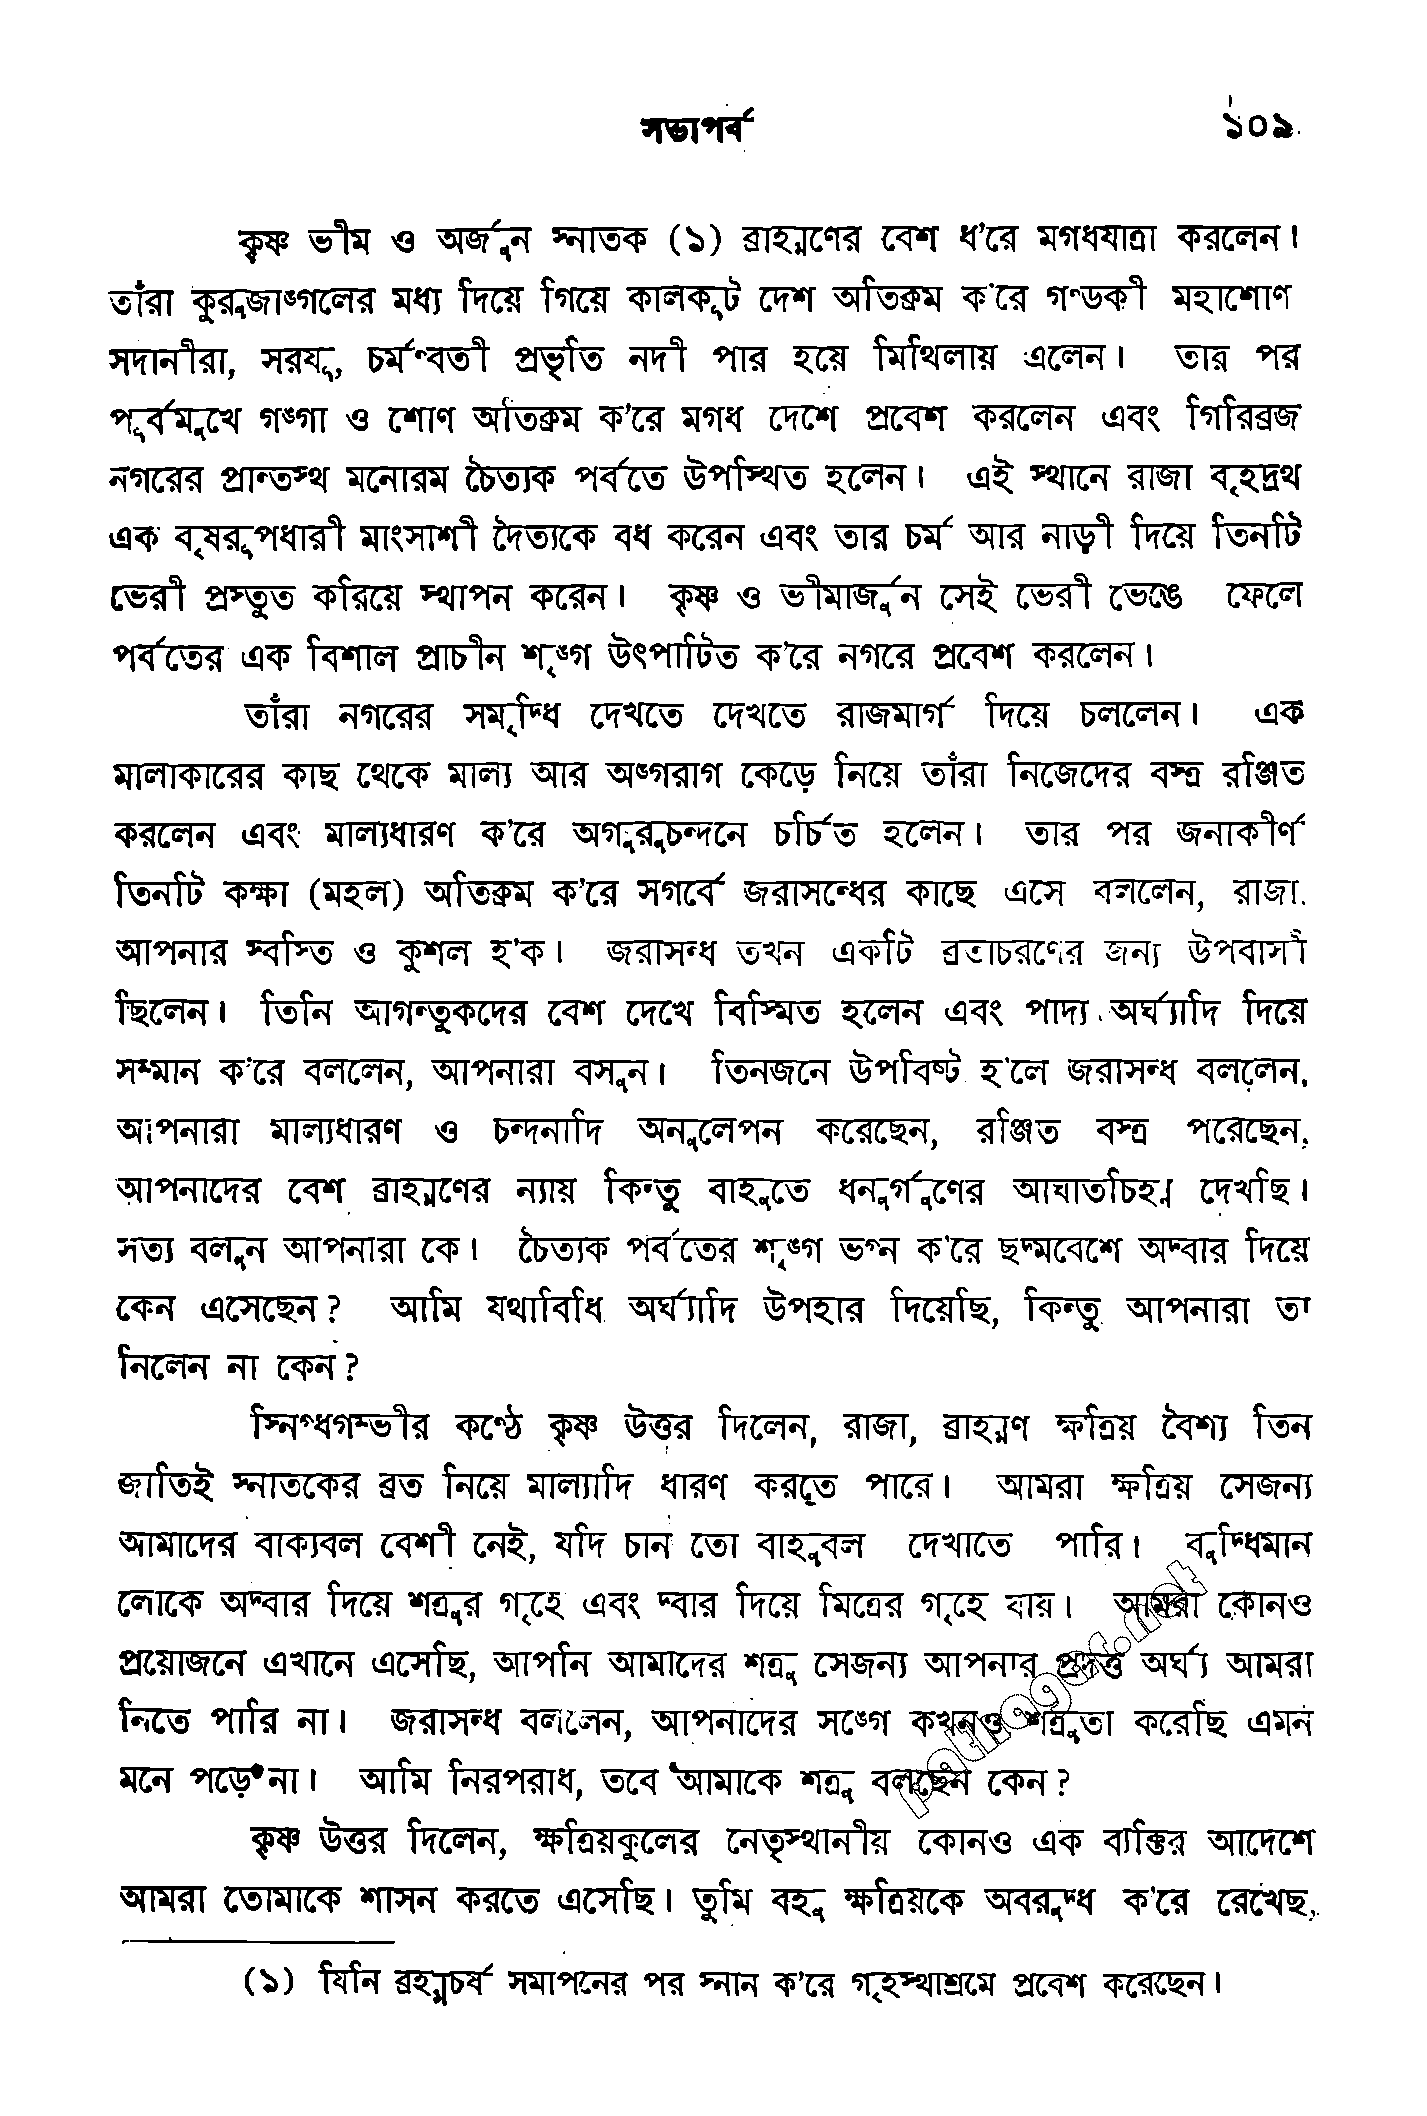 সভাপর্ব ১০৯
কৃষ্ণ ভীম ও অর্জুন স্নাতক (১) ব্রাহ্মণের বেশ ধ'রে মগধযাত্রা করলেন।
তাঁরা কুরুজাঙ্গলের মধ্য দিয়ে গিয়ে কালকূট দেশ অতিক্রম ক'রে গণ্ডকী মহাশোণ
সদানীরা, সরযূ, চর্মণ্বতী প্রভৃতি নদী পার হয়ে মিথিলায় এলেন। তার পর
পূর্বমুখে গঙ্গা ও শোণ অতিক্রম ক'রে মগধ দেশে প্রবেশ করলেন এবং গিরিব্রজ
নগরের প্রান্তস্থ মনোরম চৈত্যক পর্বতে উপস্থিত হলেন। এই স্থানে রাজা বৃহদ্রথ
এক বৃষরূপধারী মাংসাশী দৈত্যকে বধ করেন এবং তার চর্ম আর নাড়ী দিয়ে তিনটি
ভেরী প্রস্তুত করিয়ে স্থাপন করেন। কৃষ্ণ ও ভীমার্জুন সেই ভেরী ভেঙে ফেলে
পর্বতের এক বিশাল প্রাচীন শৃঙ্গ উৎপাটিত ক'রে নগরে প্রবেশ করলেন।
তাঁরা নগরের সমৃদ্ধি দেখতে দেখতে রাজমার্গ দিয়ে চললেন। এক
মালাকারের কাছ থেকে মাল্য আর অঙ্গরাগ কেড়ে নিয়ে তাঁরা নিজেদের বস্ত্র রঞ্জিত
করলেন এবং মাল্যধারণ ক'রে অগুরুচন্দনে চর্চিত হলেন। তার পর জনাকীর্ণ
তিনটি কক্ষা (মহল) অতিক্রম ক'রে সগর্বে জরাসন্ধের কাছে এসে বললেন, রাজা,
আপনার স্বস্তি ও কুশল হ'ক। জরাসন্ধ তখন একটি ব্রতাচরণের জন্য উপবাসী
ছিলেন। তিনি আগন্তুকদের বেশ দেখে বিস্মিত হলেন এবং পাদ্য অর্ঘ্যাদি দিয়ে
সম্মান ক'রে বললেন, আপনারা বসুন। তিনজনে উপবিষ্ট হ'লে জরাসন্ধ বললেন,
আপনারা মাল্যধারণ ও চন্দনাদি অনুলেপন করেছেন, রঞ্জিত বস্ত্র পরেছেন,
আপনাদের বেশ ব্রাহ্মণের ন্যায় কিন্তু বাহুতে ধনুর্গুণের আঘাতচিহ্ন দেখছি।
সত্য বলুন আপনারা কে। চৈত্যক পর্বতের শৃঙ্গ ভগ্ন ক'রে ছদ্মবেশে অদ্বার দিয়ে
কেন এসেছেন? আমি যথাবিধি অর্ঘ্যাদি উপহার দিয়েছি, কিন্তু আপনারা তা
নিলেন না কেন?
স্নিগ্ধগম্ভীর কণ্ঠে কৃষ্ণ উত্তর দিলেন, রাজা, ব্রাহ্মণ ক্ষত্রিয় বৈশ্য তিন
জাতিই স্নাতকের ব্রত নিয়ে মাল্যাদি ধারণ করতে পারে। আমরা ক্ষত্রিয় সেজন্য
আমাদের বাক্যবল বেশী নেই, যদি চান তো বাহুবল দেখাতে পারি। বুদ্ধিমান
লোকে অদ্বার দিয়ে শত্রুর গৃহে এবং দ্বার দিয়ে মিত্রের গৃহে যায়। আমরা কোনও
প্রয়োজনে এখানে এসেছি, আপনি আমাদের শত্রু সেজন্য আপনার প্রদত্ত অর্ঘ্য আমরা
নিতে পারি না। জরাসন্ধ বললেন, আপনাদের সঙ্গে কখনও শত্রুতা করেছি এমন
মনে পড়ে না। আমি নিরপরাধ, তবে আমাকে শত্রু বলছেন কেন?
কৃষ্ণ উত্তর দিলেন, ক্ষত্রিয়কুলের নেতৃস্থানীয় কোনও এক ব্যক্তির আদেশে
আমরা তোমাকে শাসন করতে এসেছি। তুমি বহু ক্ষত্রিয়কে অবরুদ্ধ ক'রে রেখেছ,
(১) যিনি ব্রহ্মচর্য সমাপনের পর স্নান ক'রে গৃহস্থাশ্রমে প্রবেশ করেছেন।
pathagar.net